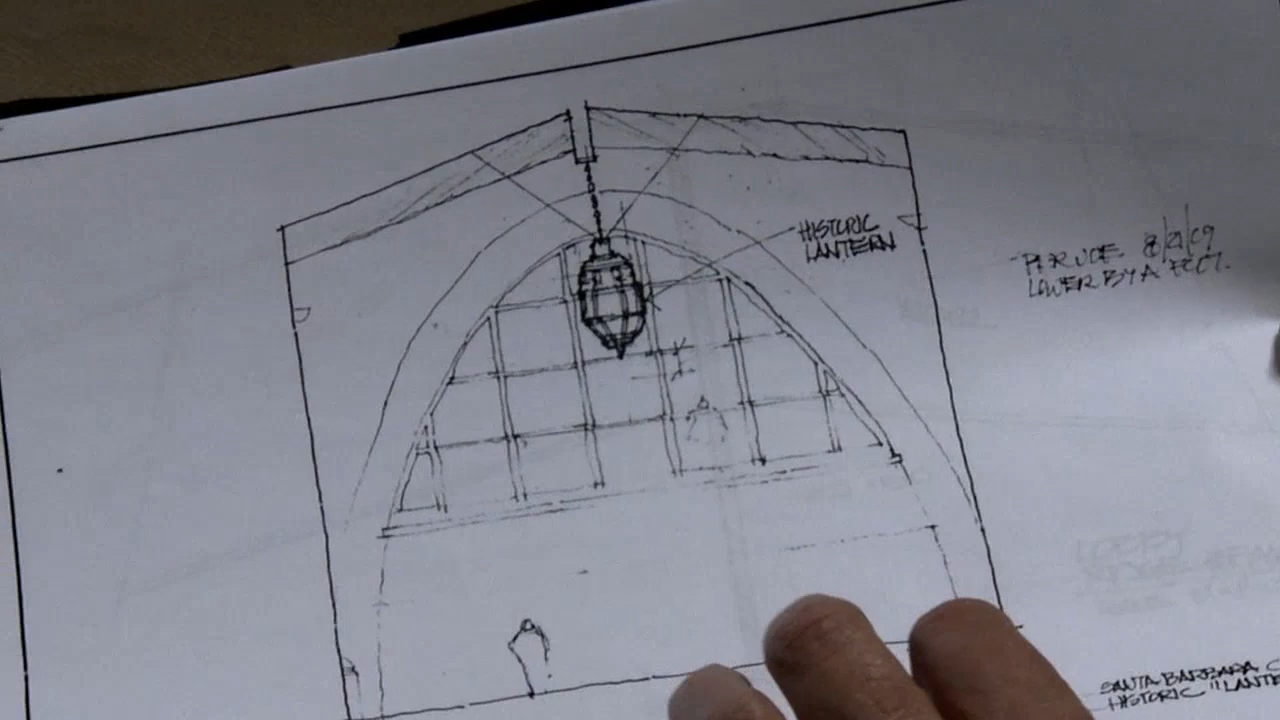 HISTORIC
LANTERN
PER UCE 8/21/09
LOWER BY A FOOT.
SANTA BARBARA C
HISTORIC "LANTE